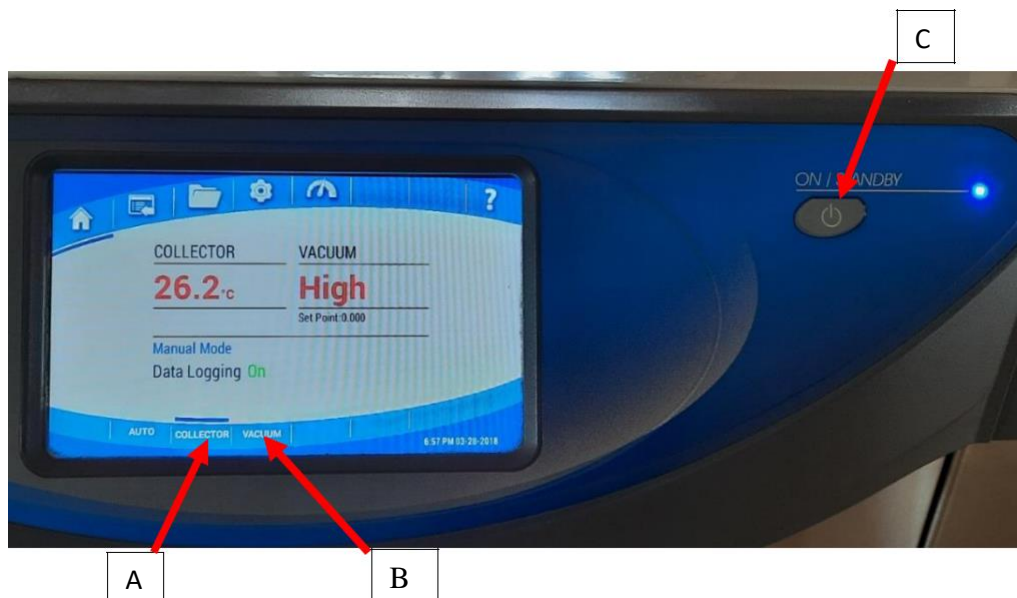 C
ON / STANDBY
?
COLLECTOR VACUUM
26.2°C High
Set Point:0.000
Manual Mode
Data Logging On
AUTO COLLECTOR VACUUM
6:57 PM 03-28-2018
A B